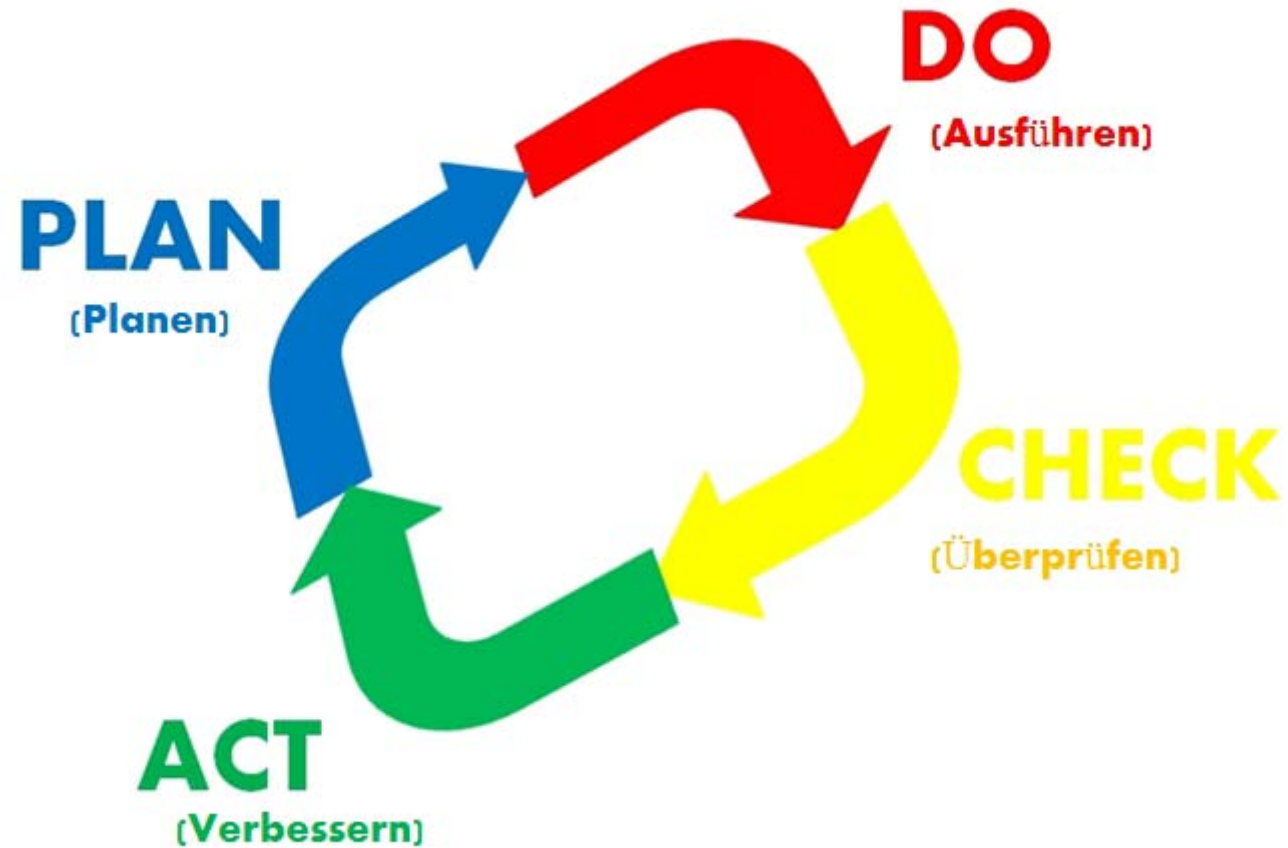 PLAN
(Planen)
DO
(Ausführen)
CHECK
(Überprüfen)
ACT
(Verbessern)